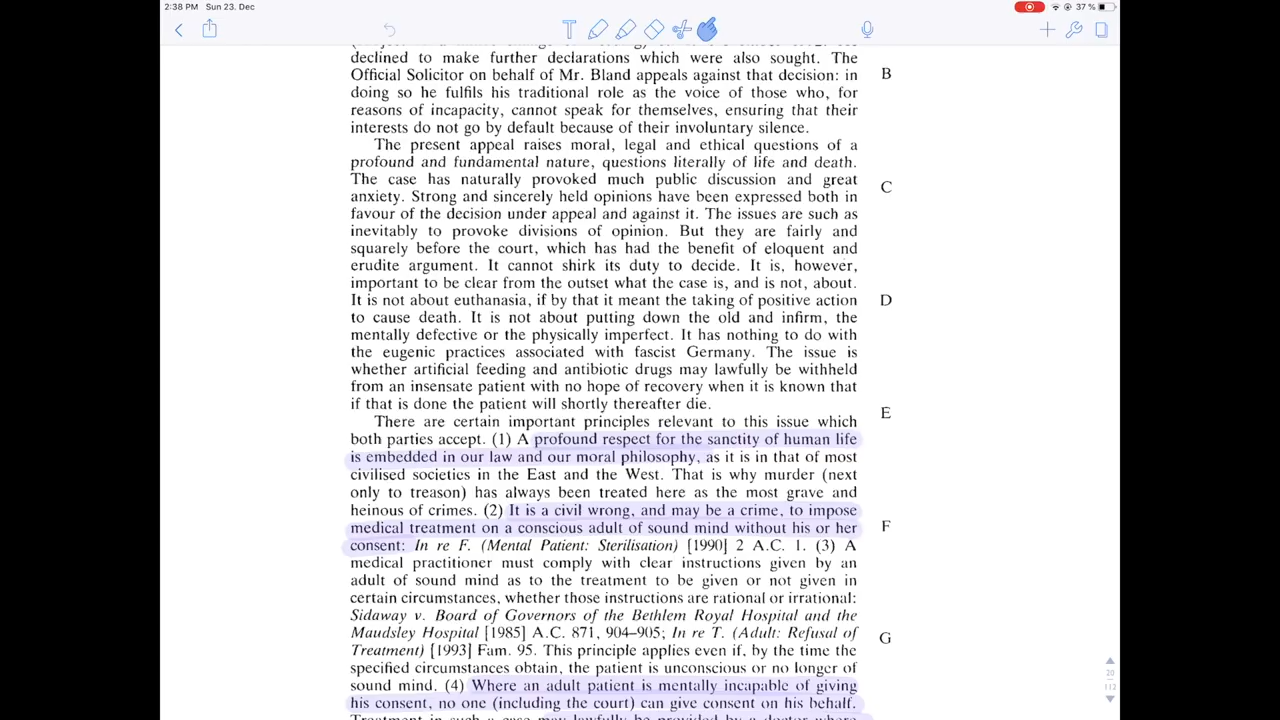 2:38 PM Sun 23. Dec
37 %
T
declined to make further declarations which were also sought. The
Official Solicitor on behalf of Mr. Bland appeals against that decision: in
doing so he fulfils his traditional role as the voice of those who, for
reasons of incapacity, cannot speak for themselves, ensuring that their
interests do not go by default because of their involuntary silence.
B
The present appeal raises moral, legal and ethical questions of a
profound and fundamental nature, questions literally of life and death.
The case has naturally provoked much public discussion and great
anxiety. Strong and sincerely held opinions have been expressed both in
favour of the decision under appeal and against it. The issues are such as
inevitably to provoke divisions of opinion. But they are fairly and
squarely before the court, which has had the benefit of eloquent and
erudite argument. It cannot shirk its duty to decide. It is, however,
important to be clear from the outset what the case is, and is not, about.
It is not about euthanasia, if by that it meant the taking of positive action
to cause death. It is not about putting down the old and infirm, the
mentally defective or the physically imperfect. It has nothing to do with
the eugenic practices associated with fascist Germany. The issue is
whether artificial feeding and antibiotic drugs may lawfully be withheld
from an insensate patient with no hope of recovery when it is known that
if that is done the patient will shortly thereafter die.
C
D
E
There are certain important principles relevant to this issue which
both parties accept. (1) A profound respect for the sanctity of human life
is embedded in our law and our moral philosophy, as it is in that of most
civilised societies in the East and the West. That is why murder (next
only to treason) has always been treated here as the most grave and
heinous of crimes. (2) It is a civil wrong, and may be a crime, to impose
medical treatment on a conscious adult of sound mind without his or her
consent: In re F. (Mental Patient: Sterilisation) [1990] 2 A.C. 1. (3) A
medical practitioner must comply with clear instructions given by an
adult of sound mind as to the treatment to be given or not given in
certain circumstances, whether those instructions are rational or irrational:
Sidaway v. Board of Governors of the Bethlem Royal Hospital and the
Maudsley Hospital [1985] A.C. 871, 904–905; In re T. (Adult: Refusal of
Treatment) [1993] Fam. 95. This principle applies even if, by the time the
specified circumstances obtain, the patient is unconscious or no longer of
sound mind. (4) Where an adult patient is mentally incapable of giving
his consent, no one (including the court) can give consent on his behalf.
Treatment in such a case may lawfully be provided by a doctor where
F
G
20